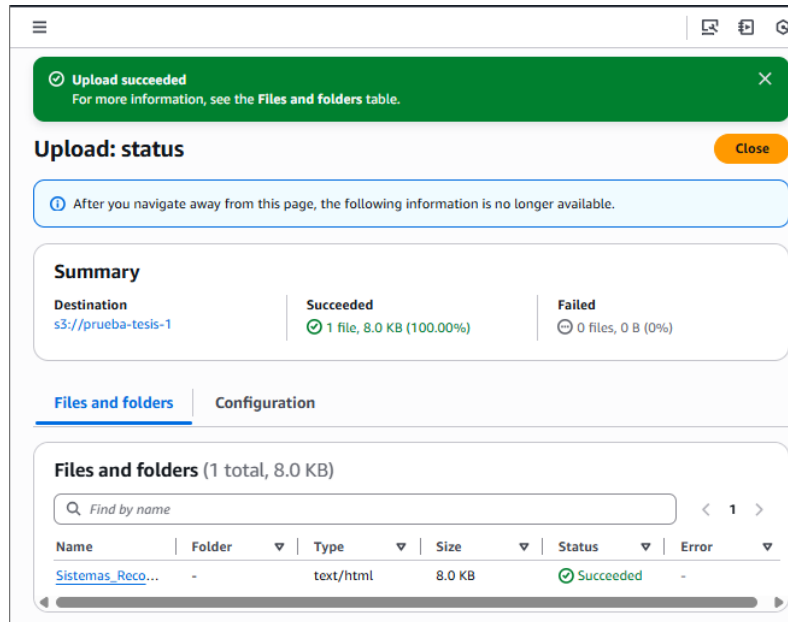 Upload succeeded
For more information, see the Files and folders table.
Upload: status
Close
After you navigate away from this page, the following information is no longer available.
Summary
Destination
s3://prueba-tesis-1
Succeeded
1 file, 8.0 KB (100.00%)
Failed
0 files, 0 B (0%)
Files and folders
Configuration
Files and folders (1 total, 8.0 KB)
Find by name
1
Name Folder Type Size Status Error
Sistemas_Reco... - text/html 8.0 KB Succeeded -